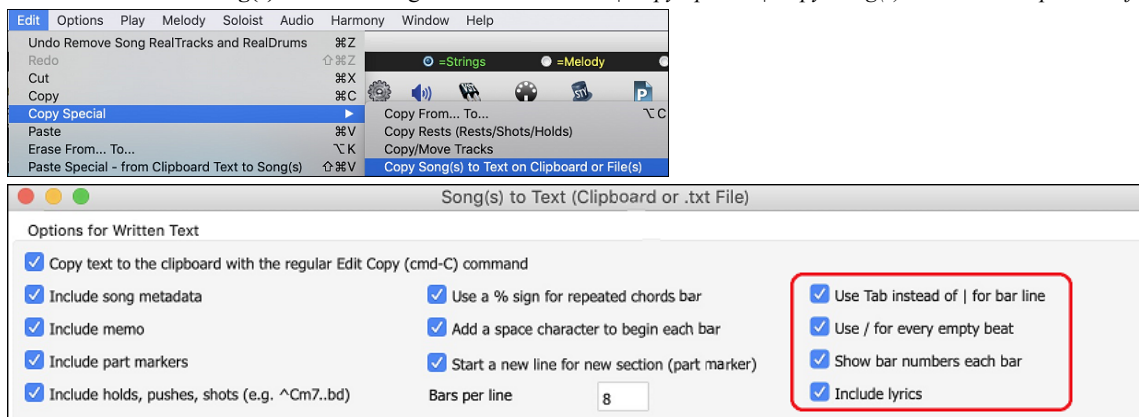 Edit Options Play Melody Soloist Audio Harmony Window Help
Undo Remove Song RealTracks and RealDrums ⌘Z
Redo ⇧⌘Z
=Strings =Melody
Cut ⌘X
Copy ⌘C
Copy Special ▶ Copy From... To... ⌥C
Paste ⌘V Copy Rests (Rests/Shots/Holds)
Erase From... To... ⌥K Copy/Move Tracks
Paste Special - from Clipboard Text to Song(s) ⇧⌘V Copy Song(s) to Text on Clipboard or File(s)
Song(s) to Text (Clipboard or .txt File)
Options for Written Text
Copy text to the clipboard with the regular Edit Copy (cmd-C) command
Include song metadata Use a % sign for repeated chords bar Use Tab instead of | for bar line
Include memo Add a space character to begin each bar Use / for every empty beat
Include part markers Start a new line for new section (part marker) Show bar numbers each bar
Include holds, pushes, shots (e.g. ^Cm7..bd) Bars per line 8 Include lyrics